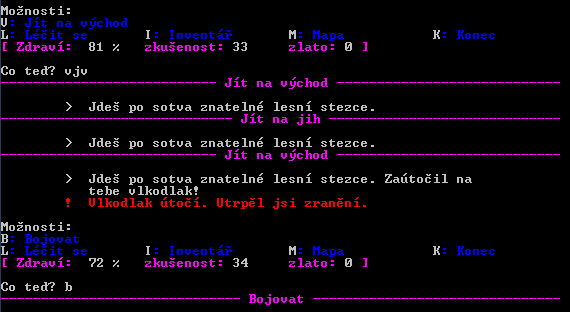 Možnosti:
V: Jít na východ
L: Léčit se I: Inventář M: Mapa K: Konec
[ Zdraví: 81 % zkušenost: 33 zlato: 0 ]
Co teď? vjv
Jít na východ
> Jdeš po sotva znatelné lesní stezce.
Jít na jih
> Jdeš po sotva znatelné lesní stezce.
Jít na východ
> Jdeš po sotva znatelné lesní stezce. Zaútočil na
tebe vlkodlak!
! Vlkodlak útočí. Utrpěl jsi zranění.
Možnosti:
B: Bojovat
L: Léčit se I: Inventář M: Mapa K: Konec
[ Zdraví: 72 % zkušenost: 34 zlato: 0 ]
Co teď? b
Bojovat